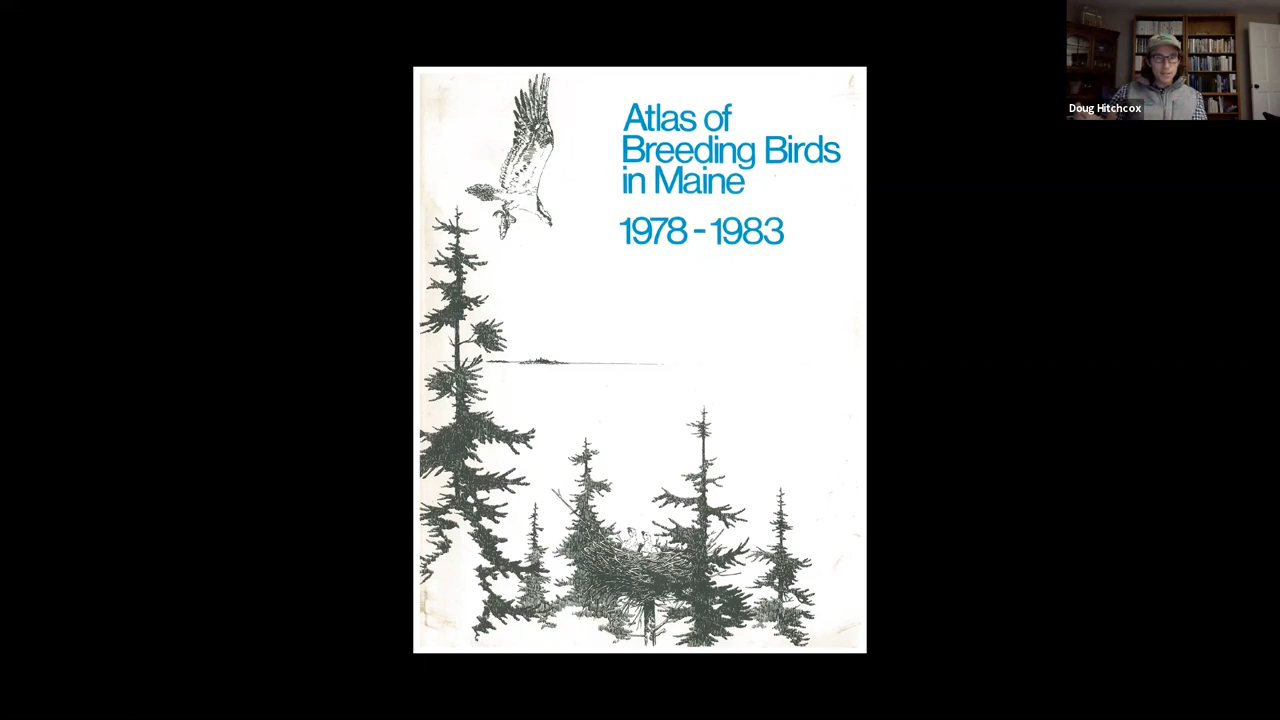 Atlas of
Breeding Birds
in Maine
1978-1983
Doug Hitchcox